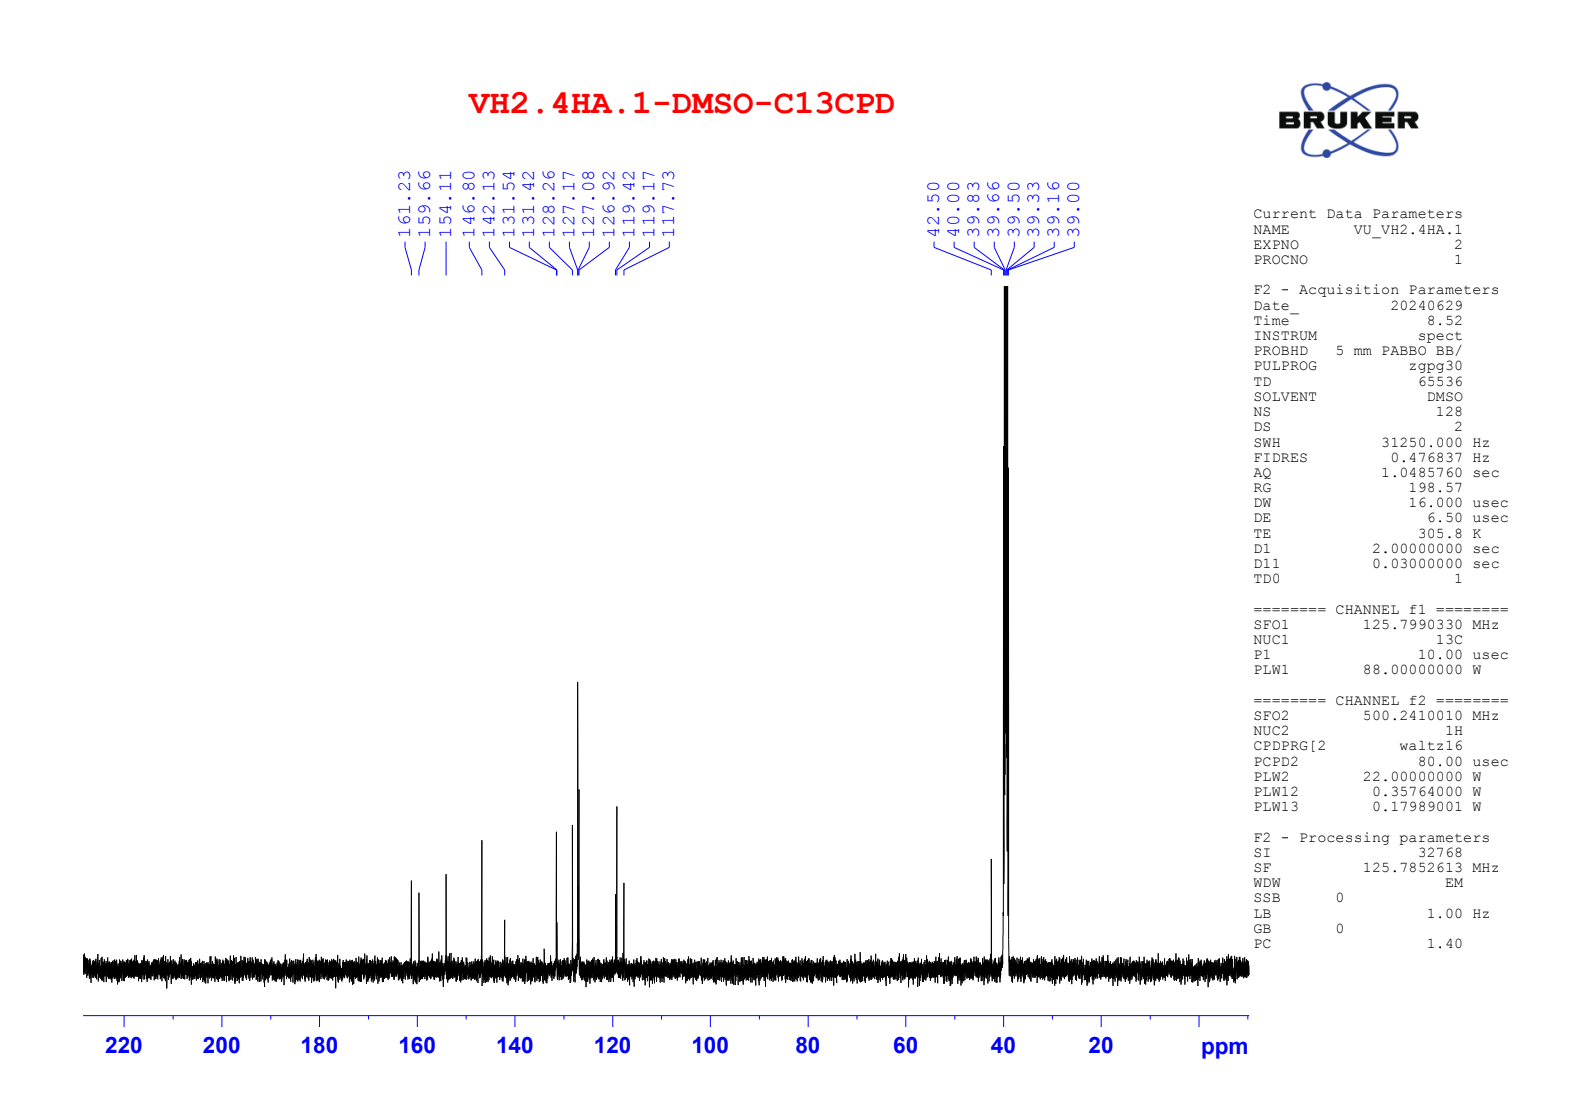 VH2.4HA.1-DMSO-C13CPD
BRUKER
161.23
159.66
154.11
146.80
142.13
131.54
131.42
128.26
127.17
127.08
126.92
119.42
119.17
117.73
42.50
40.00
39.83
39.66
39.50
39.33
39.16
39.00
Current Data Parameters
NAME VU_VH2.4HA.1
EXPNO 2
PROCNO 1
F2 - Acquisition Parameters
Date_ 20240629
Time 8.52
INSTRUM spect
PROBHD 5 mm PABBO BB/
PULPROG zgpg30
TD 65536
SOLVENT DMSO
NS 128
DS 2
SWH 31250.000 Hz
FIDRES 0.476837 Hz
AQ 1.0485760 sec
RG 198.57
DW 16.000 usec
DE 6.50 usec
TE 305.8 K
D1 2.00000000 sec
D11 0.03000000 sec
TD0 1
======== CHANNEL f1 ========
SFO1 125.7990330 MHz
NUC1 13C
P1 10.00 usec
PLW1 88.00000000 W
======== CHANNEL f2 ========
SFO2 500.2410010 MHz
NUC2 1H
CPDPRG[2 waltz16
PCPD2 80.00 usec
PLW2 22.00000000 W
PLW12 0.35764000 W
PLW13 0.17989001 W
F2 - Processing parameters
SI 32768
SF 125.7852613 MHz
WDW EM
SSB 0
LB 1.00 Hz
GB 0
PC 1.40
220 200 180 160 140 120 100 80 60 40 20 ppm